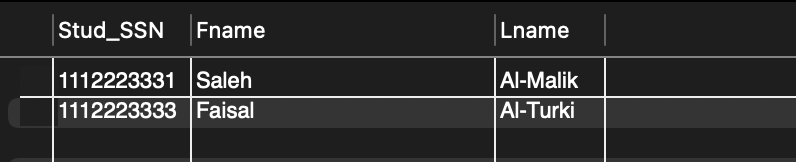 Stud_SSN Fname Lname
1112223331 Saleh Al-Malik
1112223333 Faisal Al-Turki